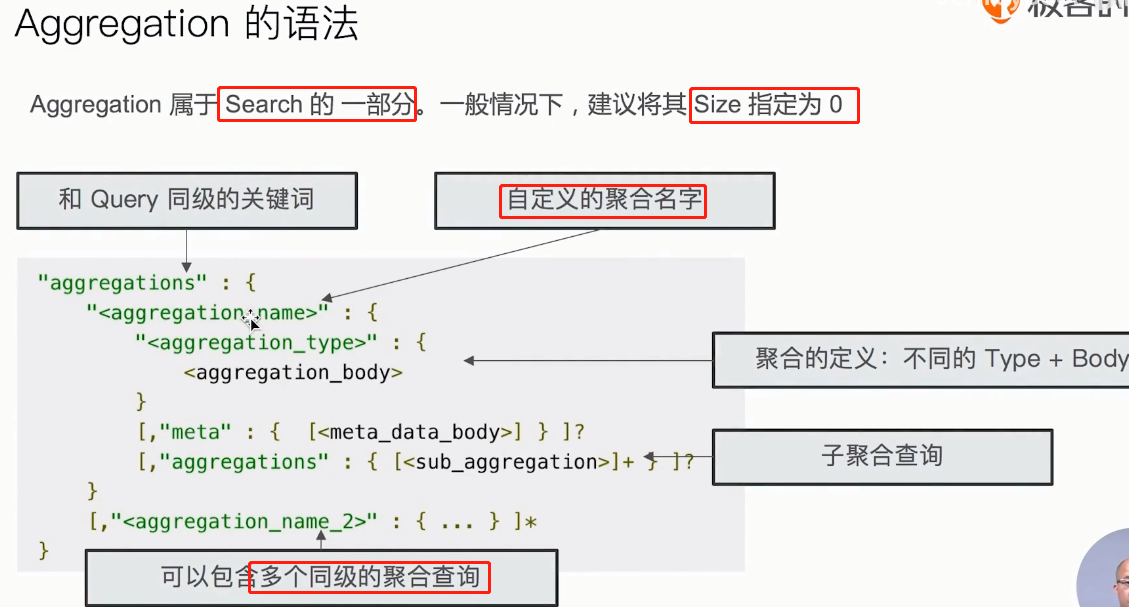 Aggregation 的语法
Aggregation 属于 Search 的 一部分。一般情况下，建议将其 Size 指定为 0
和 Query 同级的关键词
自定义的聚合名字
"aggregations" : {
"<aggregation_name>" : {
"<aggregation_type>" : {
<aggregation_body>
}
[,"meta" : { [<meta_data_body>] } ]?
[,"aggregations" : { [<sub_aggregation>]+ } ]?
}
[,"<aggregation_name_2>" : { ... } ]*
}
聚合的定义：不同的 Type + Body
子聚合查询
可以包含多个同级的聚合查询